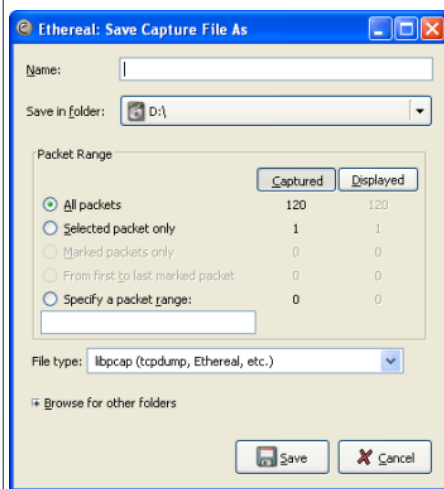 Ethereal: Save Capture File As
Name:
Save in folder: D:\
Packet Range
Captured Displayed
All packets 120 120
Selected packet only 1 1
Marked packets only 0 0
From first to last marked packet 0 0
Specify a packet range: 0 0
File type: libpcap (tcpdump, Ethereal, etc.)
Browse for other folders
Save Cancel